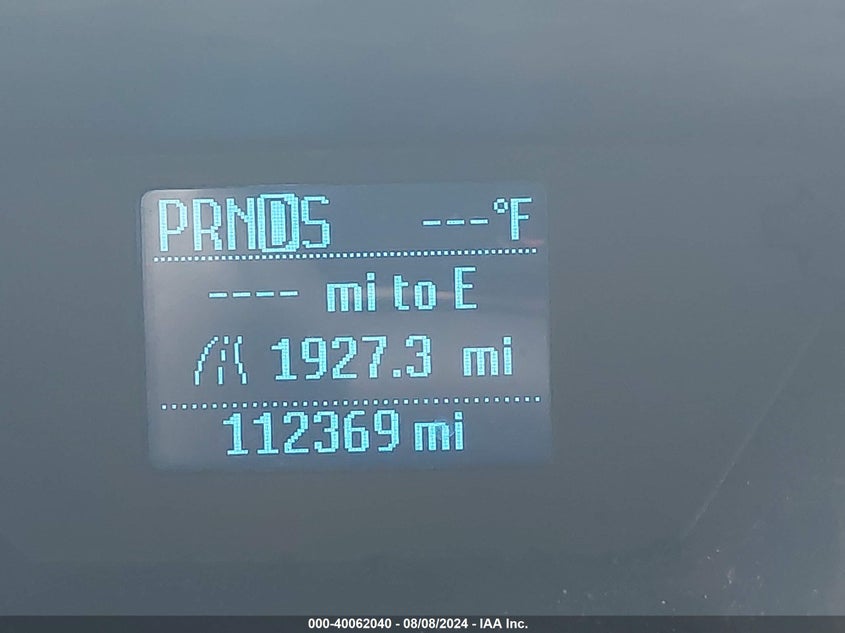 PRNDS ---°F
---- mi to E
1927.3 mi
112369 mi
000-40062040 - 08/08/2024 - IAA Inc.